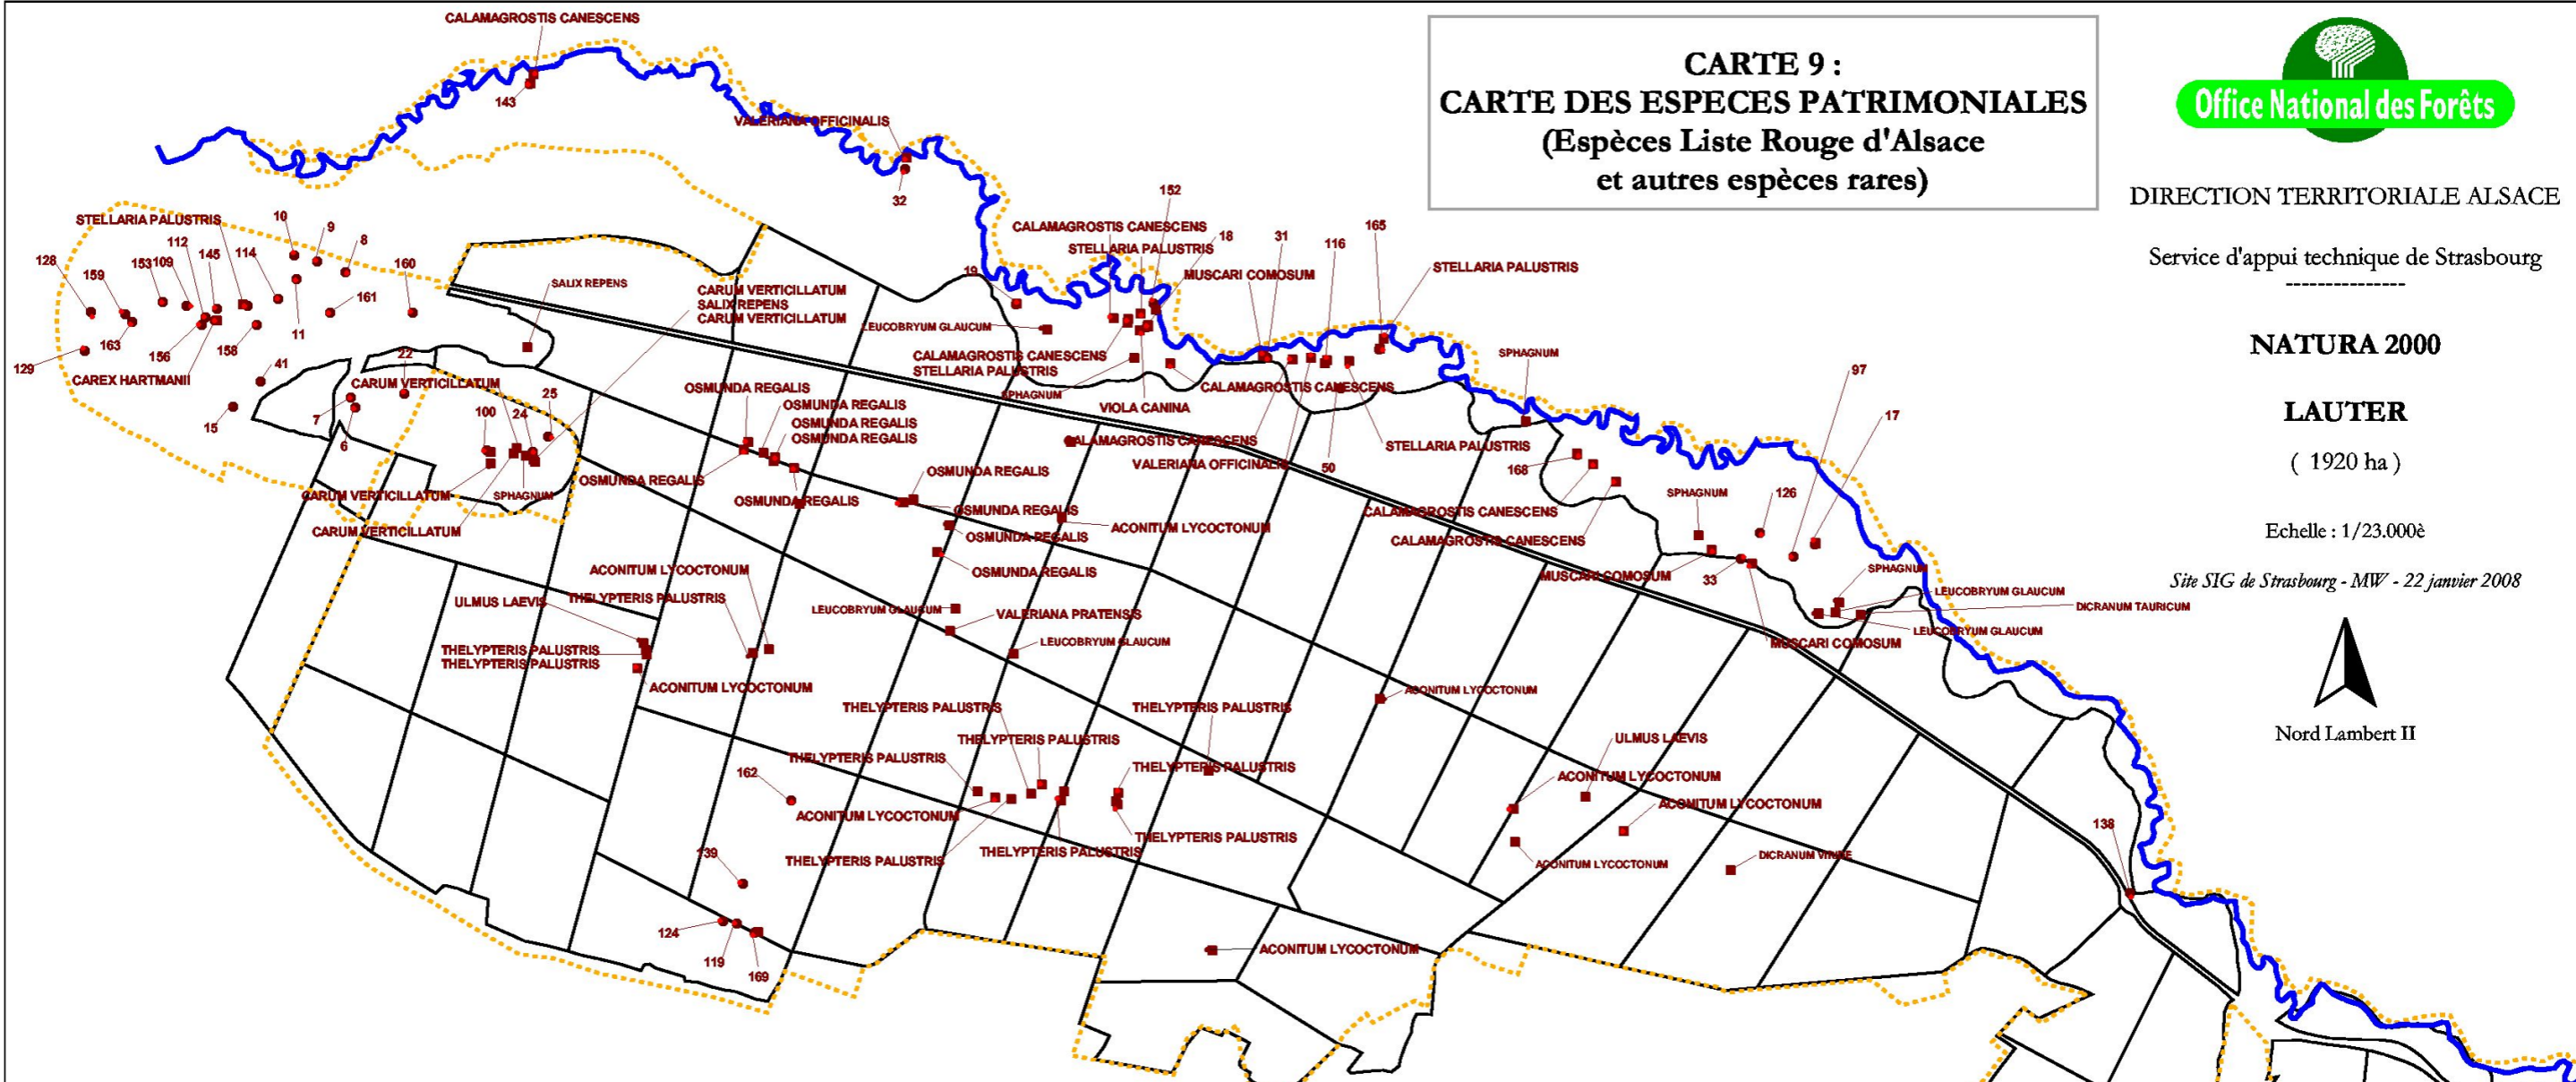 CARTE 9 :
CARTE DES ESPECES PATRIMONIALES
(Espèces Liste Rouge d'Alsace
et autres espèces rares)
Office National des Forêts
DIRECTION TERRITORIALE ALSACE
Service d'appui technique de Strasbourg
---------------
NATURA 2000
LAUTER
( 1920 ha )
Echelle : 1/23.000è
Site SIG de Strasbourg - MW - 22 janvier 2008
Nord Lambert II
CALAMAGROSTIS CANESCENS
143
VALERIANA OFFICINALIS
32
152
STELLARIA PALUSTRIS
10
9
8
112
145
114
153
109
128
159
160
161
163
156
158
11
129
CAREX HARTMANII
41
15
22
7
6
CARUM VERTICILLATUM
100
24
25
SALIX REPENS
CARUM VERTICILLATUM
SALIX REPENS
CARUM VERTICILLATUM
CARUM VERTICILLATUM
SPHAGNUM
CARUM VERTICILLATUM
19
CALAMAGROSTIS CANESCENS
STELLARIA PALUSTRIS
18
31
116
165
MUSCARI COMOSUM
STELLARIA PALUSTRIS
LEUCOBRYUM GLAUCUM
CALAMAGROSTIS CANESCENS
STELLARIA PALUSTRIS
SPHAGNUM
VIOLA CANINA
CALAMAGROSTIS CANESCENS
CALAMAGROSTIS CANESCENS
VALERIANA OFFICINALIS
50
STELLARIA PALUSTRIS
SPHAGNUM
168
CALAMAGROSTIS CANESCENS
CALAMAGROSTIS CANESCENS
97
17
126
SPHAGNUM
MUSCARI COMOSUM
33
SPHAGNUM
LEUCOBRYUM GLAUCUM
DICRANUM TAURICUM
LEUCOBRYUM GLAUCUM
MUSCARI COMOSUM
OSMUNDA REGALIS
OSMUNDA REGALIS
OSMUNDA REGALIS
OSMUNDA REGALIS
OSMUNDA REGALIS
OSMUNDA REGALIS
OSMUNDA REGALIS
OSMUNDA REGALIS
OSMUNDA REGALIS
OSMUNDA REGALIS
ACONITUM LYCOCTONUM
ACONITUM LYCOCTONUM
ULMUS LAEVIS
THELYPTERIS PALUSTRIS
THELYPTERIS PALUSTRIS
THELYPTERIS PALUSTRIS
ACONITUM LYCOCTONUM
LEUCOBRYUM GLAUCUM
VALERIANA PRATENSIS
LEUCOBRYUM GLAUCUM
THELYPTERIS PALUSTRIS
THELYPTERIS PALUSTRIS
ACONITUM LYCOCTONUM
THELYPTERIS PALUSTRIS
THELYPTERIS PALUSTRIS
THELYPTERIS PALUSTRIS
162
ACONITUM LYCOCTONUM
THELYPTERIS PALUSTRIS
THELYPTERIS PALUSTRIS
THELYPTERIS PALUSTRIS
ULMUS LAEVIS
ACONITUM LYCOCTONUM
ACONITUM LYCOCTONUM
ACONITUM LYCOCTONUM
138
139
124
119
169
ACONITUM LYCOCTONUM